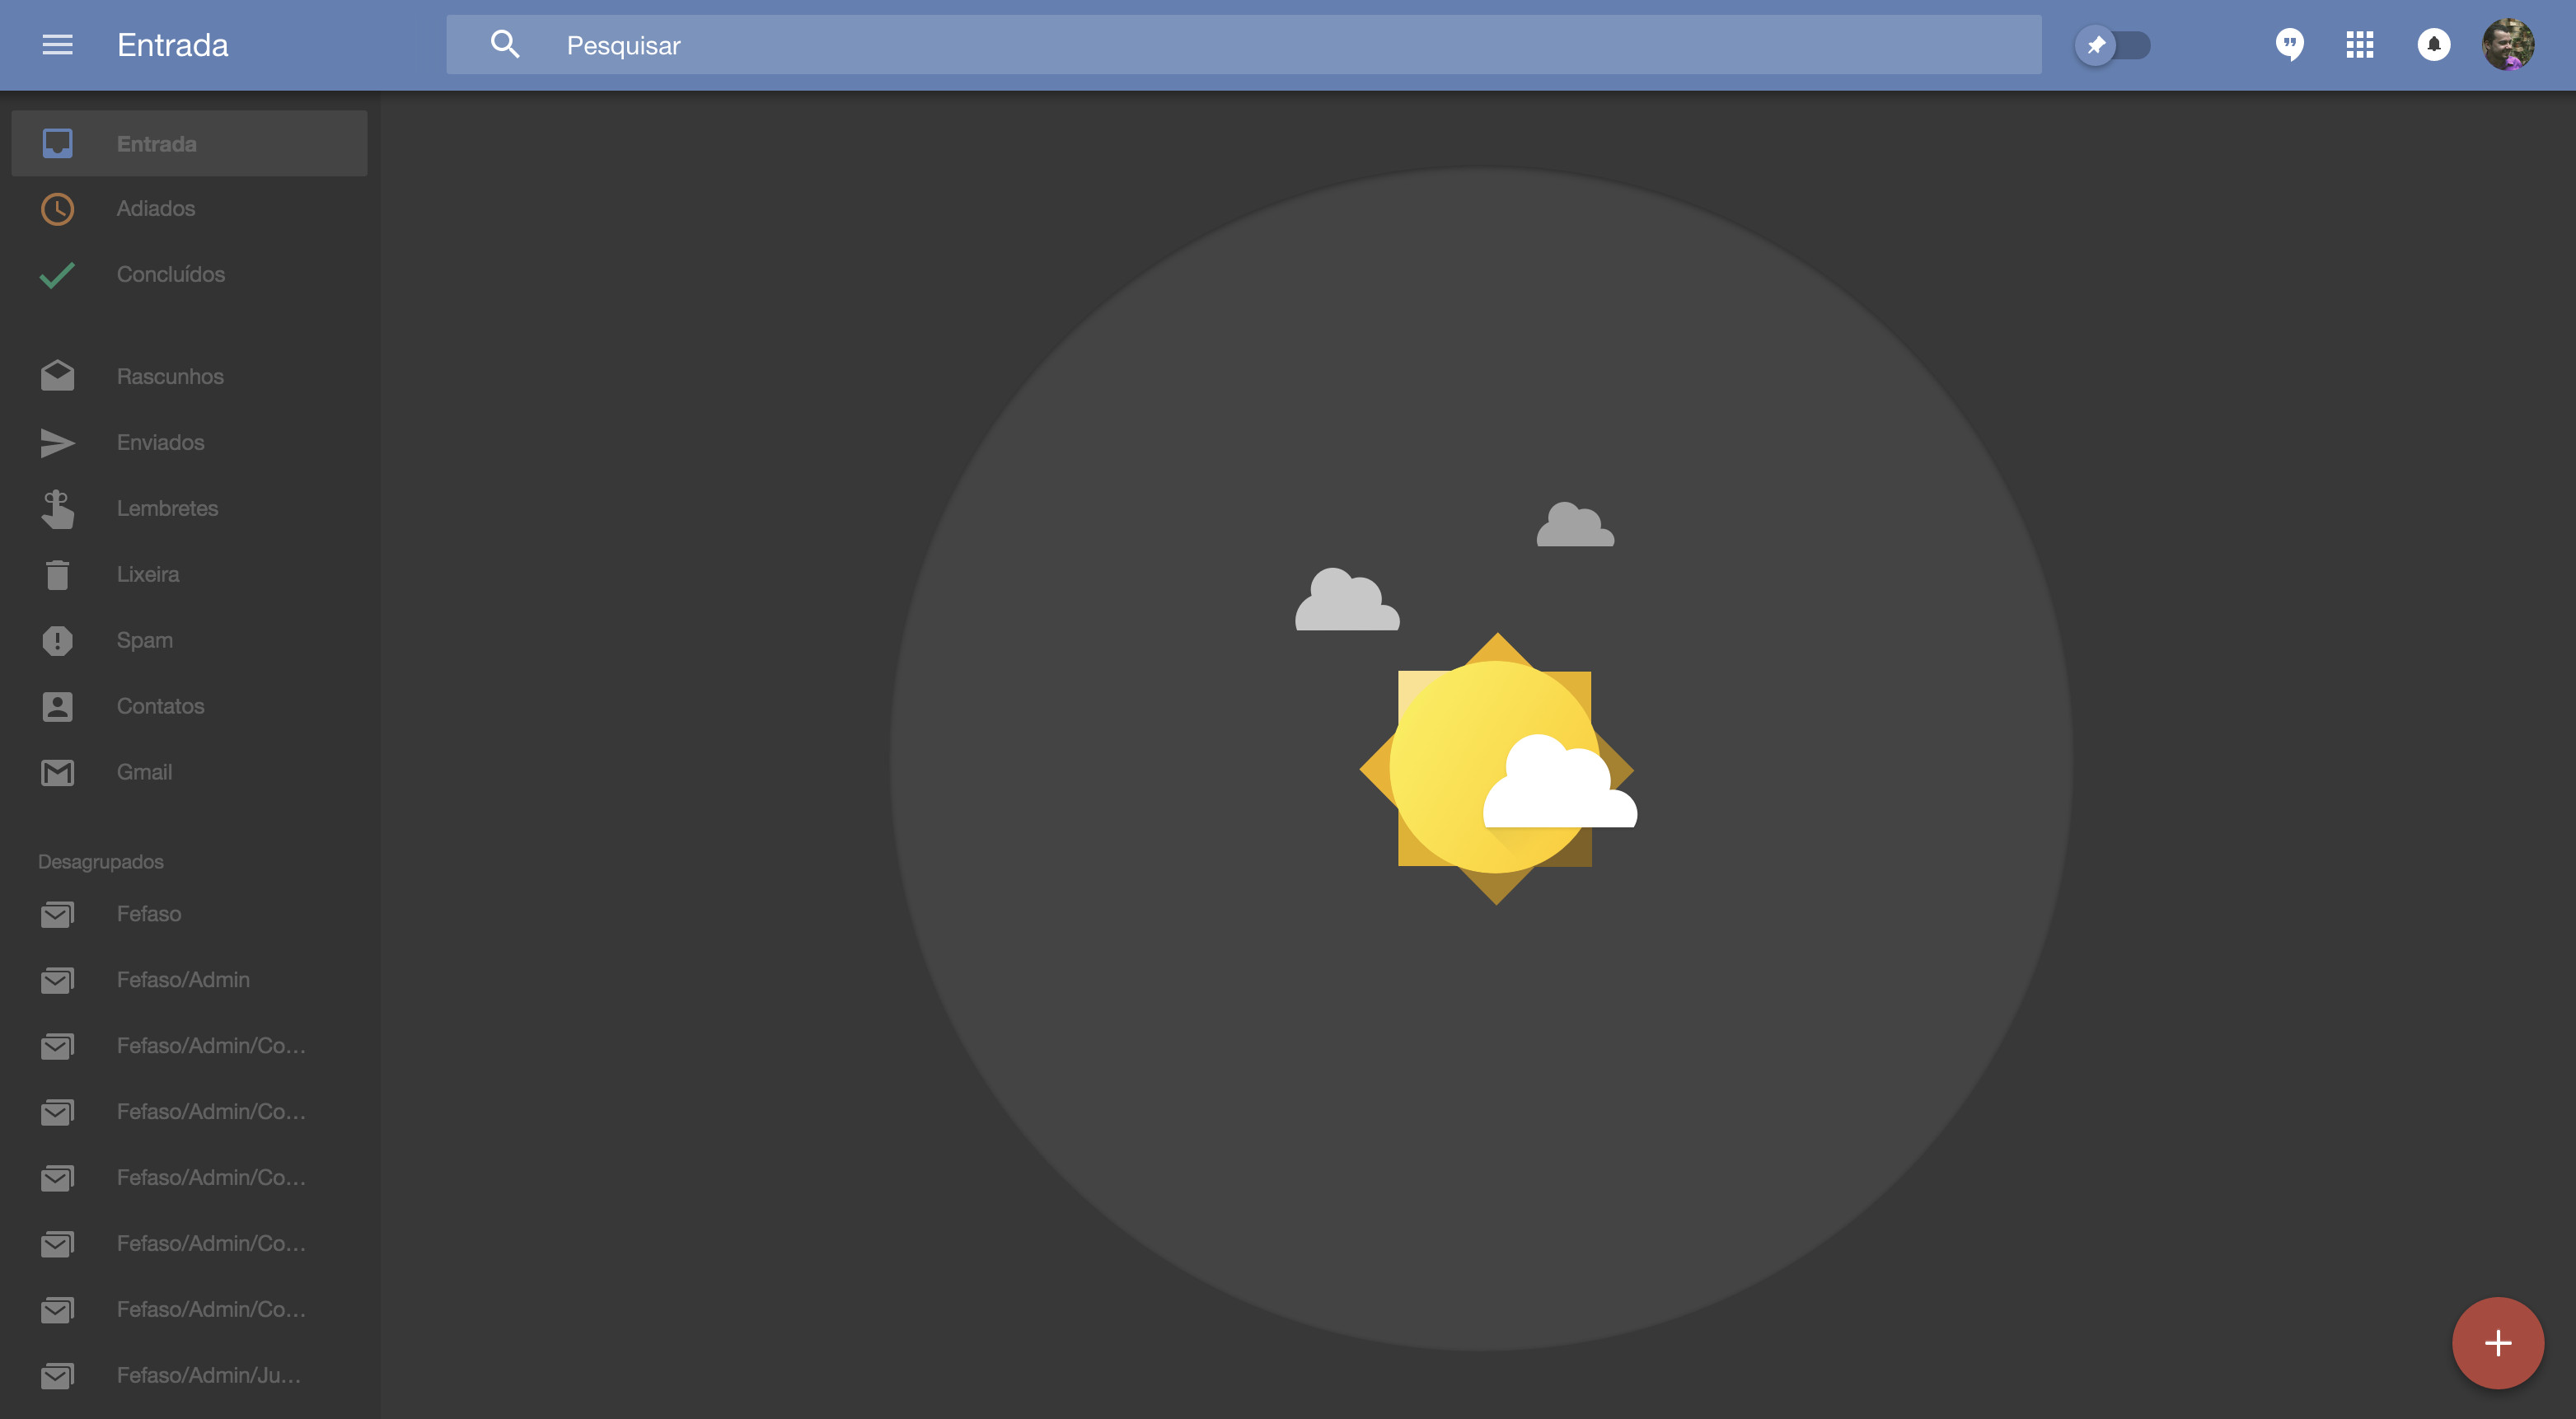 Entrada
Pesquisar
Entrada
Adiados
Concluídos
Rascunhos
Enviados
Lembretes
Lixeira
Spam
Contatos
Gmail
Desagrupados
Fefaso
Fefaso/Admin
Fefaso/Admin/Co...
Fefaso/Admin/Co...
Fefaso/Admin/Co...
Fefaso/Admin/Co...
Fefaso/Admin/Co...
Fefaso/Admin/Ju...